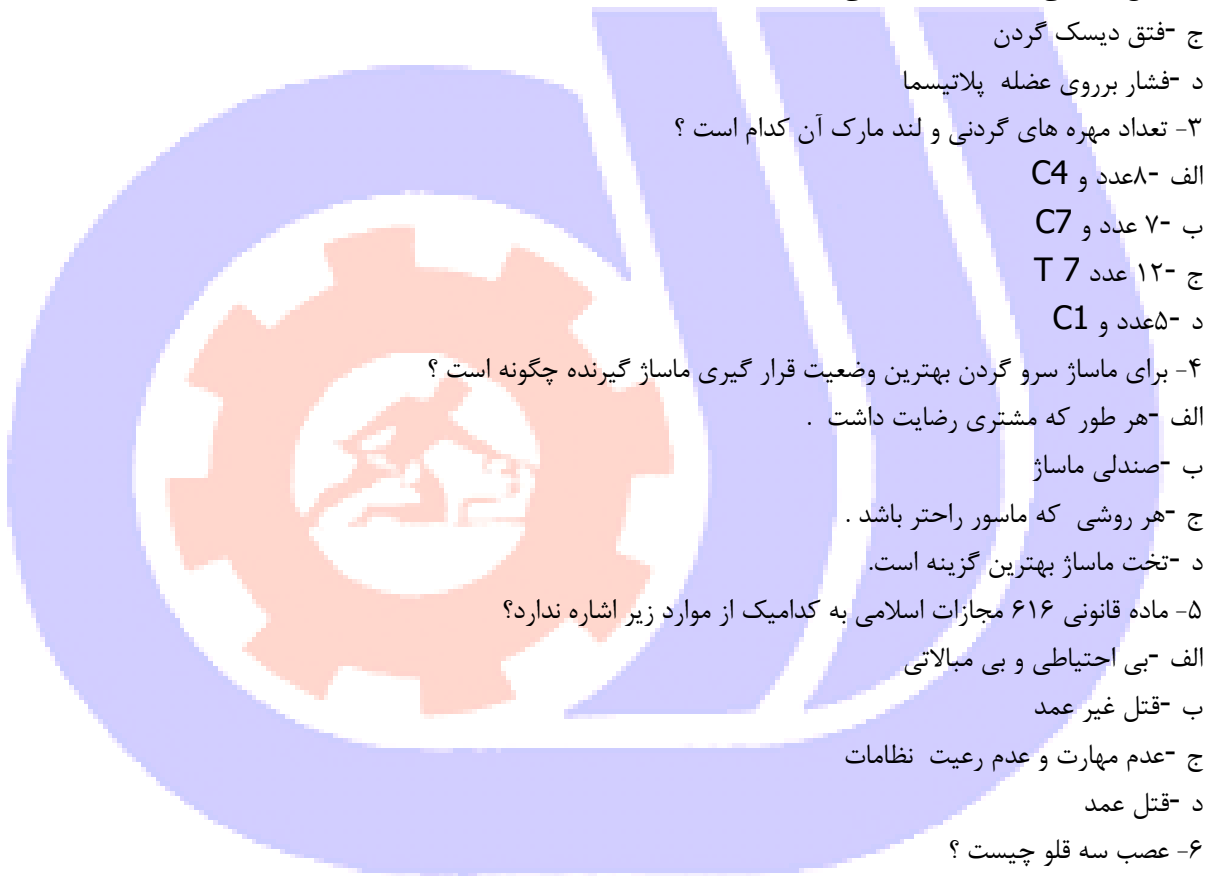 ج -فتق دیسک گردن
د -فشار برروی عضله پلاتیسما
۳- تعداد مهره های گردنی و لند مارک آن کدام است ؟
الف -۸عدد و C4
ب -۷ عدد و C7
ج -۱۲ عدد T 7
د -۵عدد و C1
۴- برای ماساژ سرو گردن بهترین وضعیت قرار گیری ماساژ گیرنده چگونه است ؟
الف -هر طور که مشتری رضایت داشت .
ب -صندلی ماساژ
ج -هر روشی که ماسور راحتر باشد .
د -تخت ماساژ بهترین گزینه است.
۵- ماده قانونی ۶۱۶ مجازات اسلامی به کدامیک از موارد زیر اشاره ندارد؟
الف -بی احتیاطی و بی مبالاتی
ب -قتل غیر عمد
ج -عدم مهارت و عدم رعیت نظامات
د -قتل عمد
۶- عصب سه قلو چیست ؟